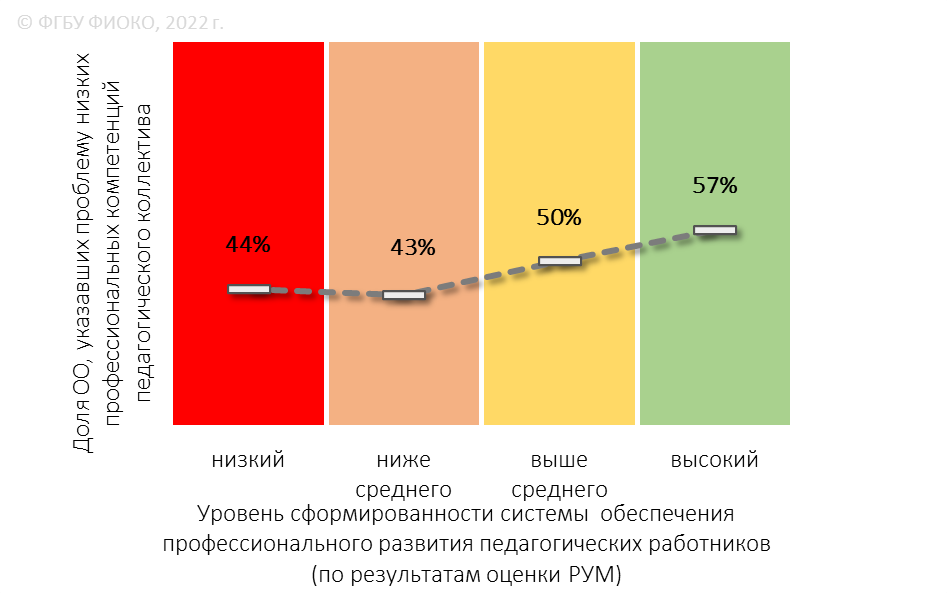 © ФГБУ ФИОКО, 2022 г.
Доля ОО, указавших проблему низких
профессиональных компетенций
педагогического коллектива
44%
43%
50%
57%
низкий
ниже
среднего
выше
среднего
высокий
Уровень сформированности системы обеспечения
профессионального развития педагогических работников
(по результатам оценки РУМ)